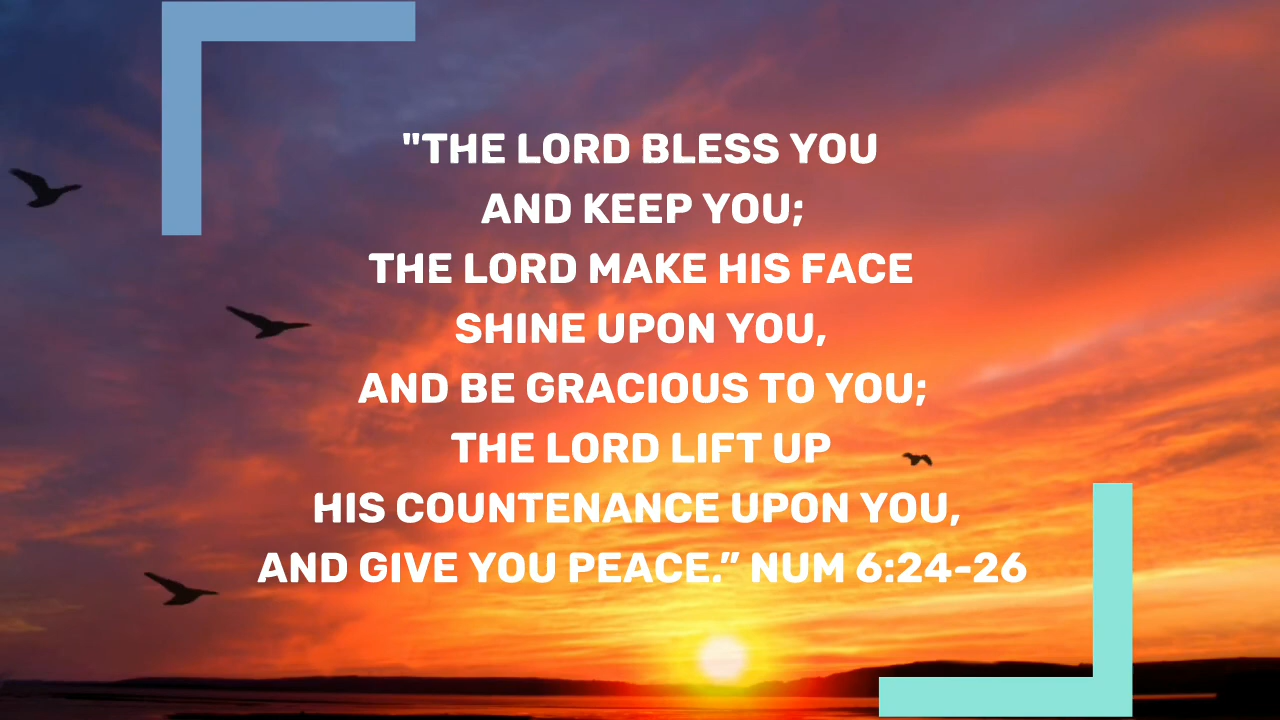 "THE LORD BLESS YOU
AND KEEP YOU;
THE LORD MAKE HIS FACE
SHINE UPON YOU,
AND BE GRACIOUS TO YOU;
THE LORD LIFT UP
HIS COUNTENANCE UPON YOU,
AND GIVE YOU PEACE.” NUM 6:24-26